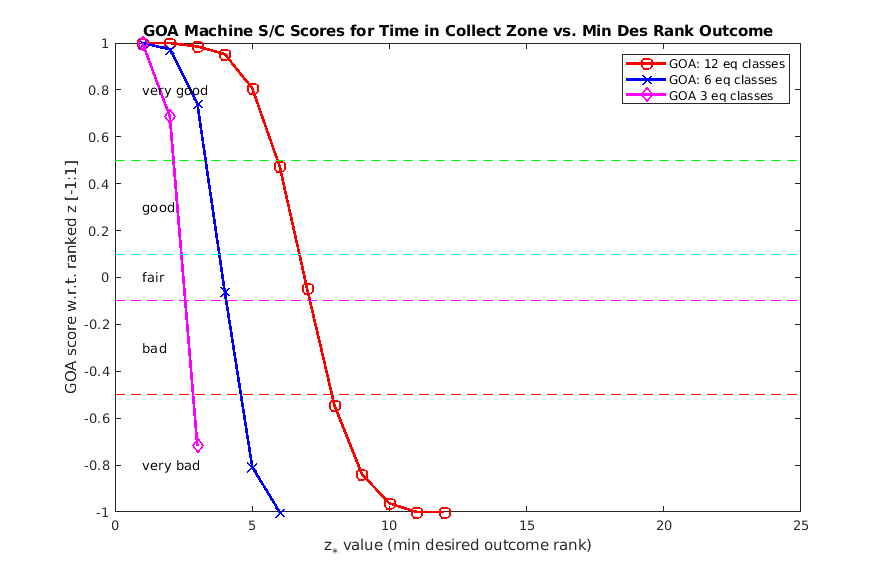 GOA Machine S/C Scores for Time in Collect Zone vs. Min Des Rank Outcome
GOA: 12 eq classes
GOA: 6 eq classes
GOA 3 eq classes
GOA score w.r.t. ranked z [-1:1]
1
0.8
0.6
0.4
0.2
0
-0.2
-0.4
-0.6
-0.8
-1
very good
good
fair
bad
very bad
0
5
10
15
20
25
z* value (min desired outcome rank)